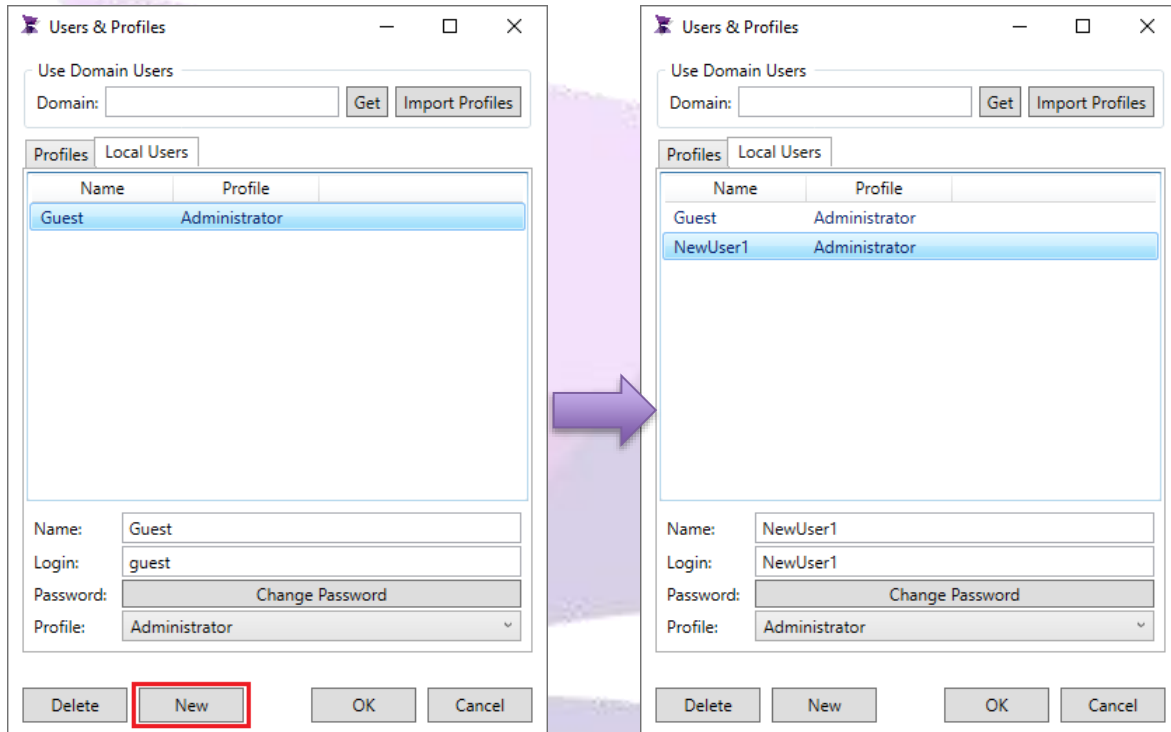 Users & Profiles
Use Domain Users
Domain: Get Import Profiles
Profiles Local Users
Name Profile
Guest Administrator
Name: Guest
Login: guest
Password: Change Password
Profile: Administrator
Delete New OK Cancel
Users & Profiles
Use Domain Users
Domain: Get Import Profiles
Profiles Local Users
Name Profile
Guest Administrator
NewUser1 Administrator
Name: NewUser1
Login: NewUser1
Password: Change Password
Profile: Administrator
Delete New OK Cancel